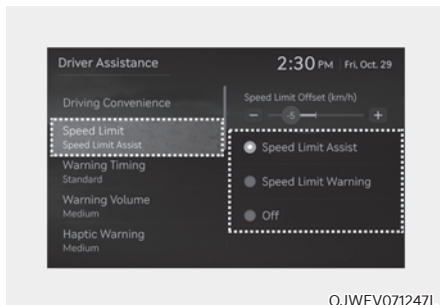 Driver Assistance
2:30 PM Fri, Oct. 29
Driving Convenience
Speed Limit Offset (km/h)
− -5 +
Speed Limit
Speed Limit Assist
Speed Limit Assist
Warning Timing
Standard
Speed Limit Warning
Warning Volume
Medium
Off
Haptic Warning
Medium
OJWEV071247L